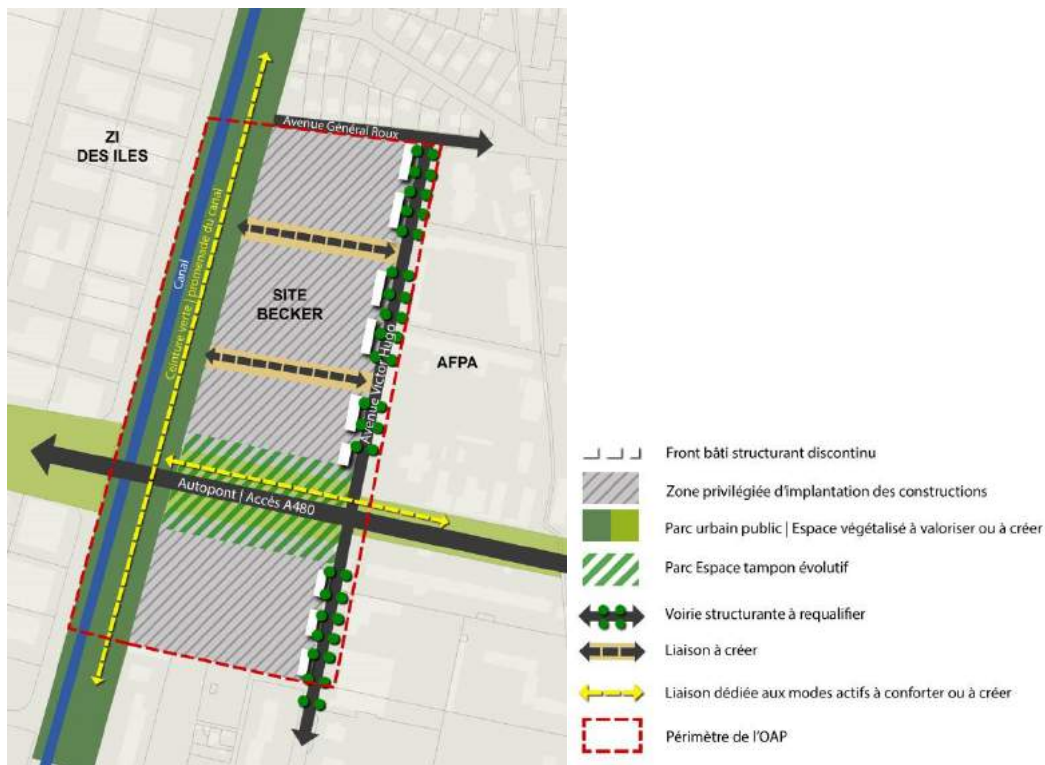 Avenue Général Roux
ZI
DES ILES
Canal
Ceinture verte | promenade du canal
SITE
BECKER
Avenue Victor Hugo
AFPA
Autopont | Accès A480
Front bâti structurant discontinu
Zone privilégiée d'implantation des constructions
Parc urbain public | Espace végétalisé à valoriser ou à créer
Parc Espace tampon évolutif
Voirie structurante à requalifier
Liaison à créer
Liaison dédiée aux modes actifs à conforter ou à créer
Périmètre de l'OAP